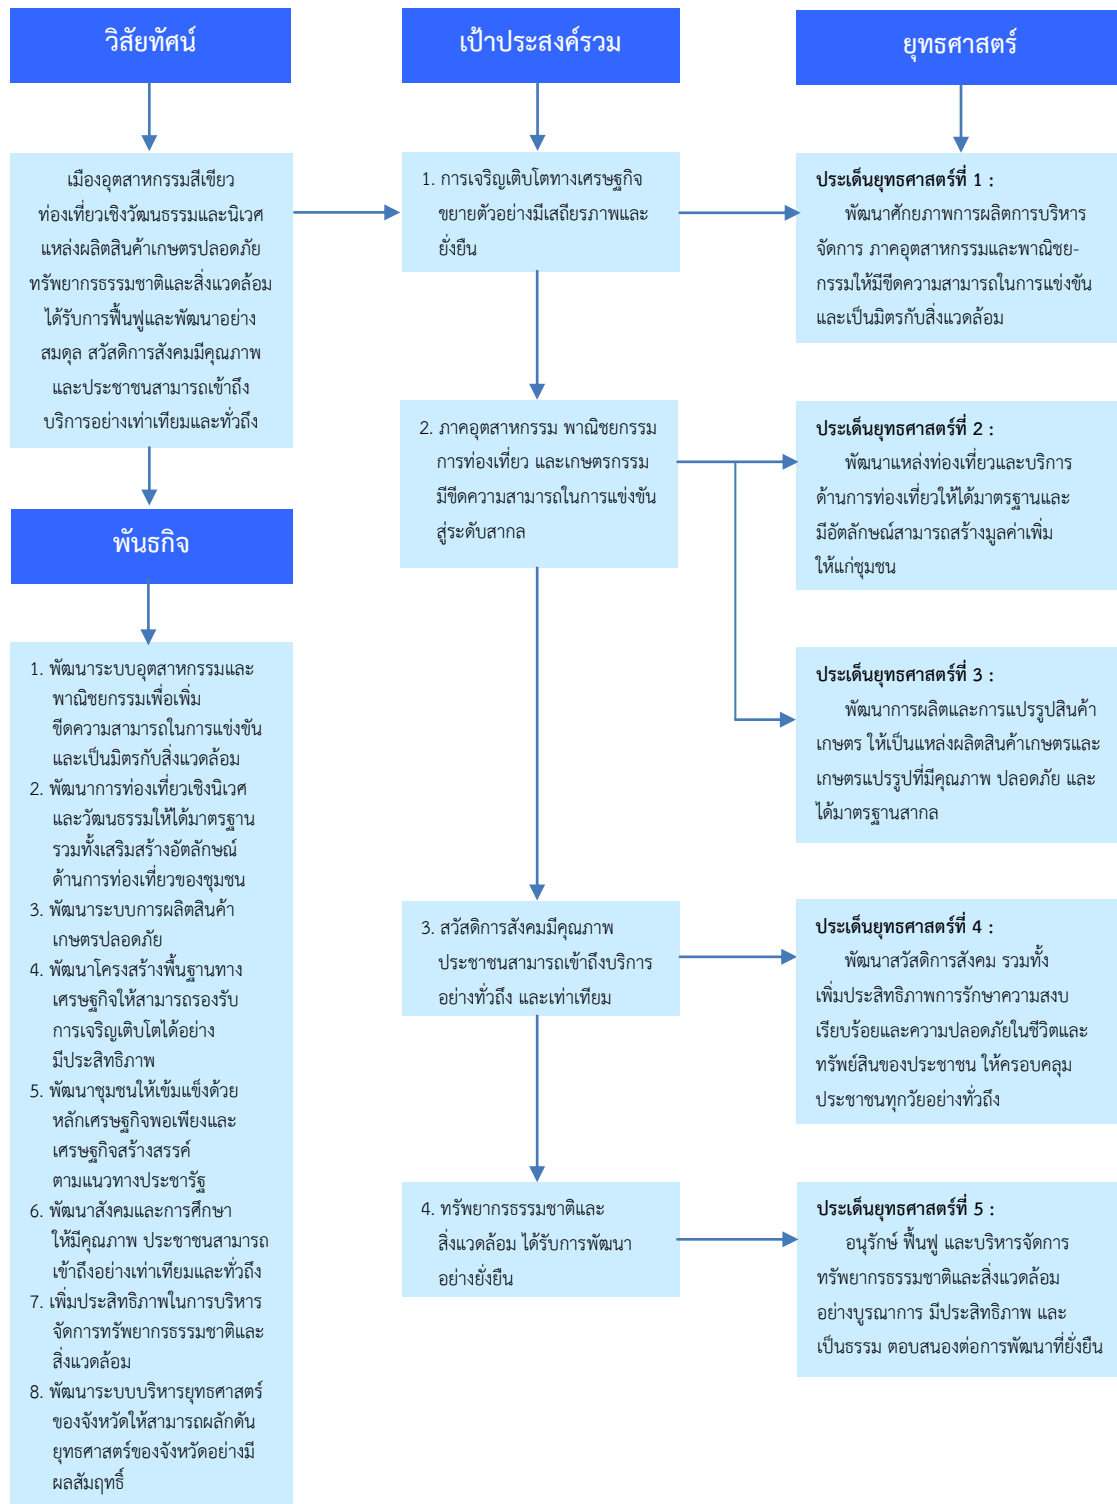 วิสัยทัศน์
เมืองอุตสาหกรรมสีเขียว
ท่องเที่ยวเชิงวัฒนธรรมและนิเวศ
แหล่งผลิตสินค้าเกษตรปลอดภัย
ทรัพยากรธรรมชาติและสิ่งแวดล้อม
ได้รับการฟื้นฟูและพัฒนาอย่าง
สมดุล สวัสดิการสังคมมีคุณภาพ
และประชาชนสามารถเข้าถึง
บริการอย่างเท่าเทียมและทั่วถึง
พันธกิจ
1. พัฒนาระบบอุตสาหกรรมและ
พาณิชยกรรมเพื่อเพิ่ม
ขีดความสามารถในการแข่งขัน
และเป็นมิตรกับสิ่งแวดล้อม
2. พัฒนาการท่องเที่ยวเชิงนิเวศ
และวัฒนธรรมให้ได้มาตรฐาน
รวมทั้งเสริมสร้างอัตลักษณ์
ด้านการท่องเที่ยวของชุมชน
3. พัฒนาระบบการผลิตสินค้า
เกษตรปลอดภัย
4. พัฒนาโครงสร้างพื้นฐานทาง
เศรษฐกิจให้สามารถรองรับ
การเจริญเติบโตได้อย่าง
มีประสิทธิภาพ
5. พัฒนาชุมชนให้เข้มแข็งด้วย
หลักเศรษฐกิจพอเพียงและ
เศรษฐกิจสร้างสรรค์
ตามแนวทางประชารัฐ
6. พัฒนาสังคมและการศึกษา
ให้มีคุณภาพ ประชาชนสามารถ
เข้าถึงอย่างเท่าเทียมและทั่วถึง
7. เพิ่มประสิทธิภาพในการบริหาร
จัดการทรัพยากรธรรมชาติและ
สิ่งแวดล้อม
8. พัฒนาระบบบริหารยุทธศาสตร์
ของจังหวัดให้สามารถผลักดัน
ยุทธศาสตร์ของจังหวัดอย่างมี
ผลสัมฤทธิ์
เป้าประสงค์รวม
1. การเจริญเติบโตทางเศรษฐกิจ
ขยายตัวอย่างมีเสถียรภาพและ
ยั่งยืน
2. ภาคอุตสาหกรรม พาณิชยกรรม
การท่องเที่ยว และเกษตรกรรม
มีขีดความสามารถในการแข่งขัน
สู่ระดับสากล
3. สวัสดิการสังคมมีคุณภาพ
ประชาชนสามารถเข้าถึงบริการ
อย่างทั่วถึง และเท่าเทียม
4. ทรัพยากรธรรมชาติและ
สิ่งแวดล้อม ได้รับการพัฒนา
อย่างยั่งยืน
ยุทธศาสตร์
ประเด็นยุทธศาสตร์ที่ 1 :
พัฒนาศักยภาพการผลิตการบริหาร
จัดการ ภาคอุตสาหกรรมและพาณิชย-
กรรมให้มีขีดความสามารถในการแข่งขัน
และเป็นมิตรกับสิ่งแวดล้อม
ประเด็นยุทธศาสตร์ที่ 2 :
พัฒนาแหล่งท่องเที่ยวและบริการ
ด้านการท่องเที่ยวให้ได้มาตรฐานและ
มีอัตลักษณ์สามารถสร้างมูลค่าเพิ่ม
ให้แก่ชุมชน
ประเด็นยุทธศาสตร์ที่ 3 :
พัฒนาการผลิตและการแปรรูปสินค้า
เกษตร ให้เป็นแหล่งผลิตสินค้าเกษตรและ
เกษตรแปรรูปที่มีคุณภาพ ปลอดภัย และ
ได้มาตรฐานสากล
ประเด็นยุทธศาสตร์ที่ 4 :
พัฒนาสวัสดิการสังคม รวมทั้ง
เพิ่มประสิทธิภาพการรักษาความสงบ
เรียบร้อยและความปลอดภัยในชีวิตและ
ทรัพย์สินของประชาชน ให้ครอบคลุม
ประชาชนทุกวัยอย่างทั่วถึง
ประเด็นยุทธศาสตร์ที่ 5 :
อนุรักษ์ ฟื้นฟู และบริหารจัดการ
ทรัพยากรธรรมชาติและสิ่งแวดล้อม
อย่างบูรณาการ มีประสิทธิภาพ และ
เป็นธรรม ตอบสนองต่อการพัฒนาที่ยั่งยืน